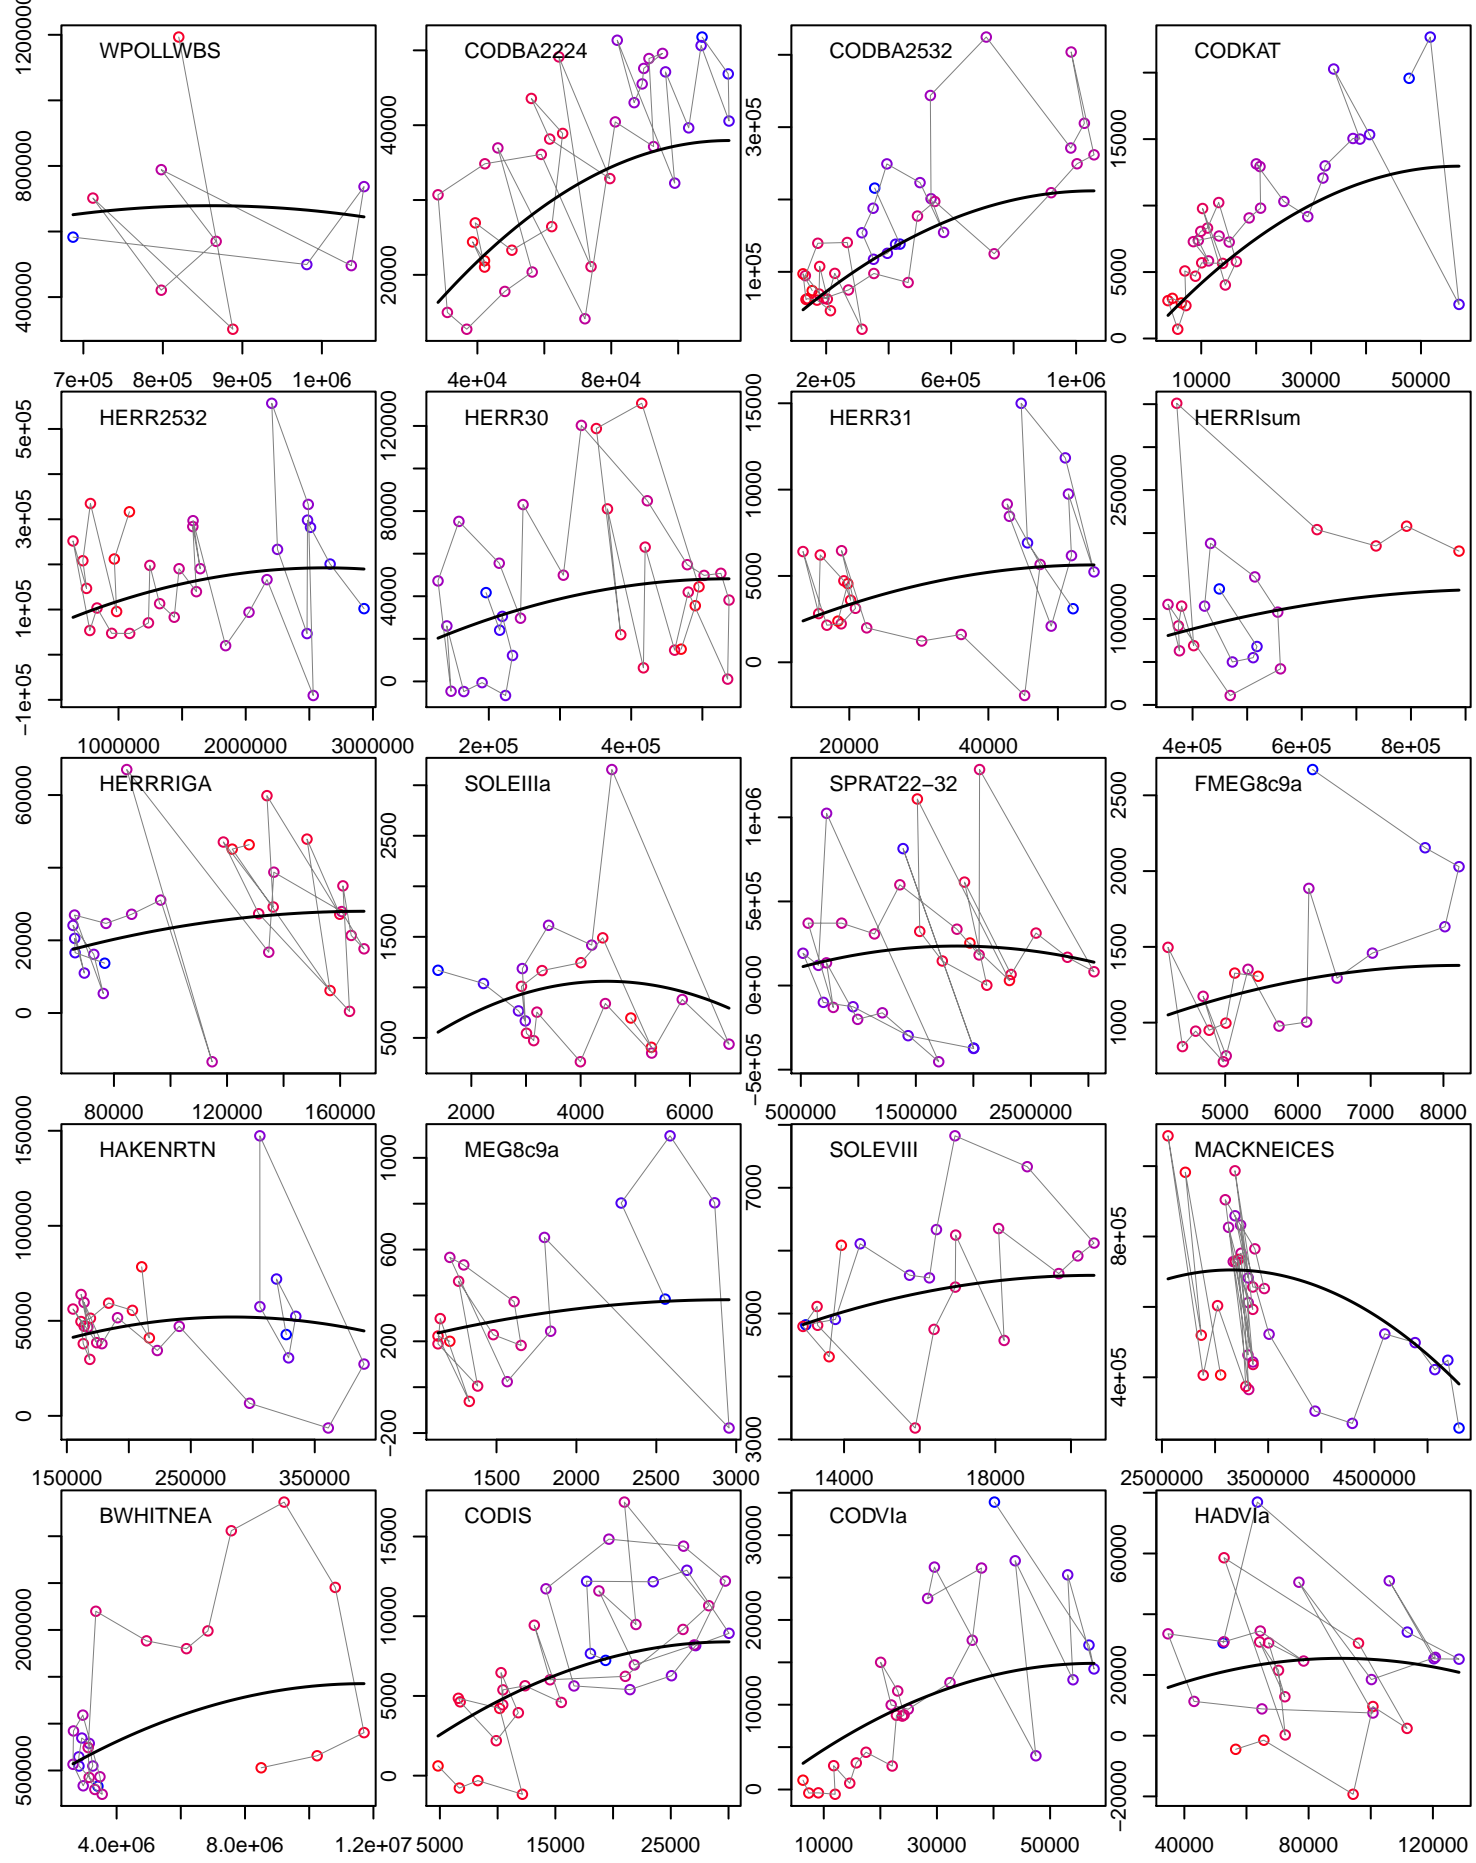 WPOLLWBS
400000 800000 1200000
7e+05 8e+05 9e+05 1e+06
CODBA2224
20000 40000
4e+04 8e+04
CODBA2532
1e+05 3e+05
2e+05 6e+05 1e+06
CODKAT
0 5000 15000
10000 30000 50000
HERR2532
−1e+05 1e+05 3e+05 5e+05
1000000 2000000 3000000
HERR30
0 40000 80000 120000
2e+05 4e+05
HERR31
0 5000 10000 15000
20000 40000
HERRIsum
0 100000 250000
4e+05 6e+05 8e+05
HERRRIGA
0 20000 60000
80000 120000 160000
SOLEIIIa
500 1500 2500
2000 4000 6000
SPRAT22−32
−5e+05 0e+00 5e+05 1e+06
500000 1500000 2500000
FMEG8c9a
1000 1500 2000 2500
5000 6000 7000 8000
HAKENRTN
0 50000 100000 150000
150000 250000 350000
MEG8c9a
−200 200 600 1000
1500 2000 2500 3000
SOLEVIII
3000 5000 7000
14000 18000
MACKNEICES
4e+05 8e+05
2500000 3500000 4500000
BWHITNEA
500000 2000000
4.0e+06 8.0e+06 1.2e+07
CODIS
0 5000 10000 15000
5000 15000 25000
CODVIa
0 10000 20000 30000
10000 30000 50000
HADVIa
−20000 0 20000 60000
40000 80000 120000